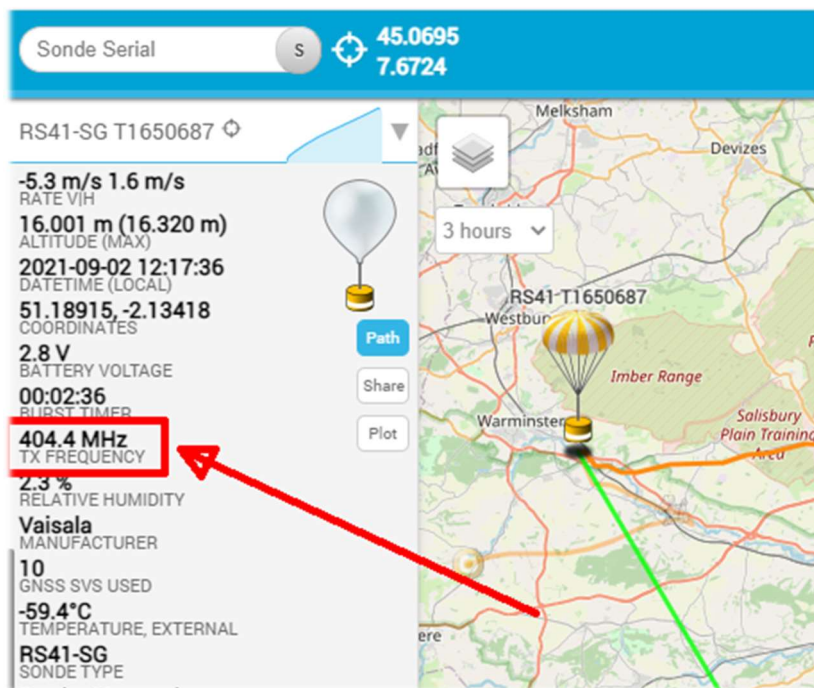 Sonde Serial
S
45.0695
7.6724
RS41-SG T1650687
-5.3 m/s 1.6 m/s
RATE V|H
16.001 m (16.320 m)
ALTITUDE (MAX)
2021-09-02 12:17:36
DATETIME (LOCAL)
51.18915, -2.13418
COORDINATES
2.8 V
BATTERY VOLTAGE
00:02:36
BURST TIMER
404.4 MHz
TX FREQUENCY
2.3 %
RELATIVE HUMIDITY
Vaisala
MANUFACTURER
10
GNSS SVS USED
-59.4°C
TEMPERATURE, EXTERNAL
RS41-SG
SONDE TYPE
Path
Share
Plot
Melksham
Devizes
3 hours
RS41-T1650687
Westbur
Imber Range
Warminster
Salisbury
Plain Training
Area
ere